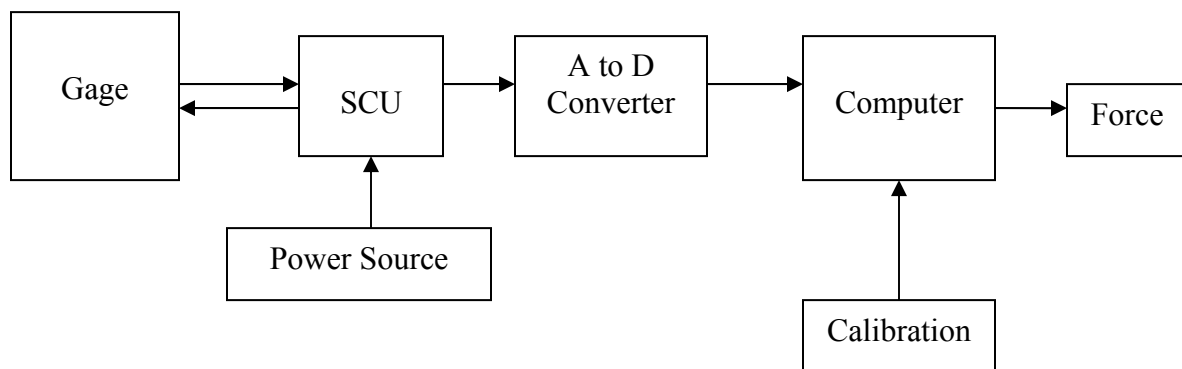 Gage
SCU
A to D
Converter
Computer
Force
Power Source
Calibration